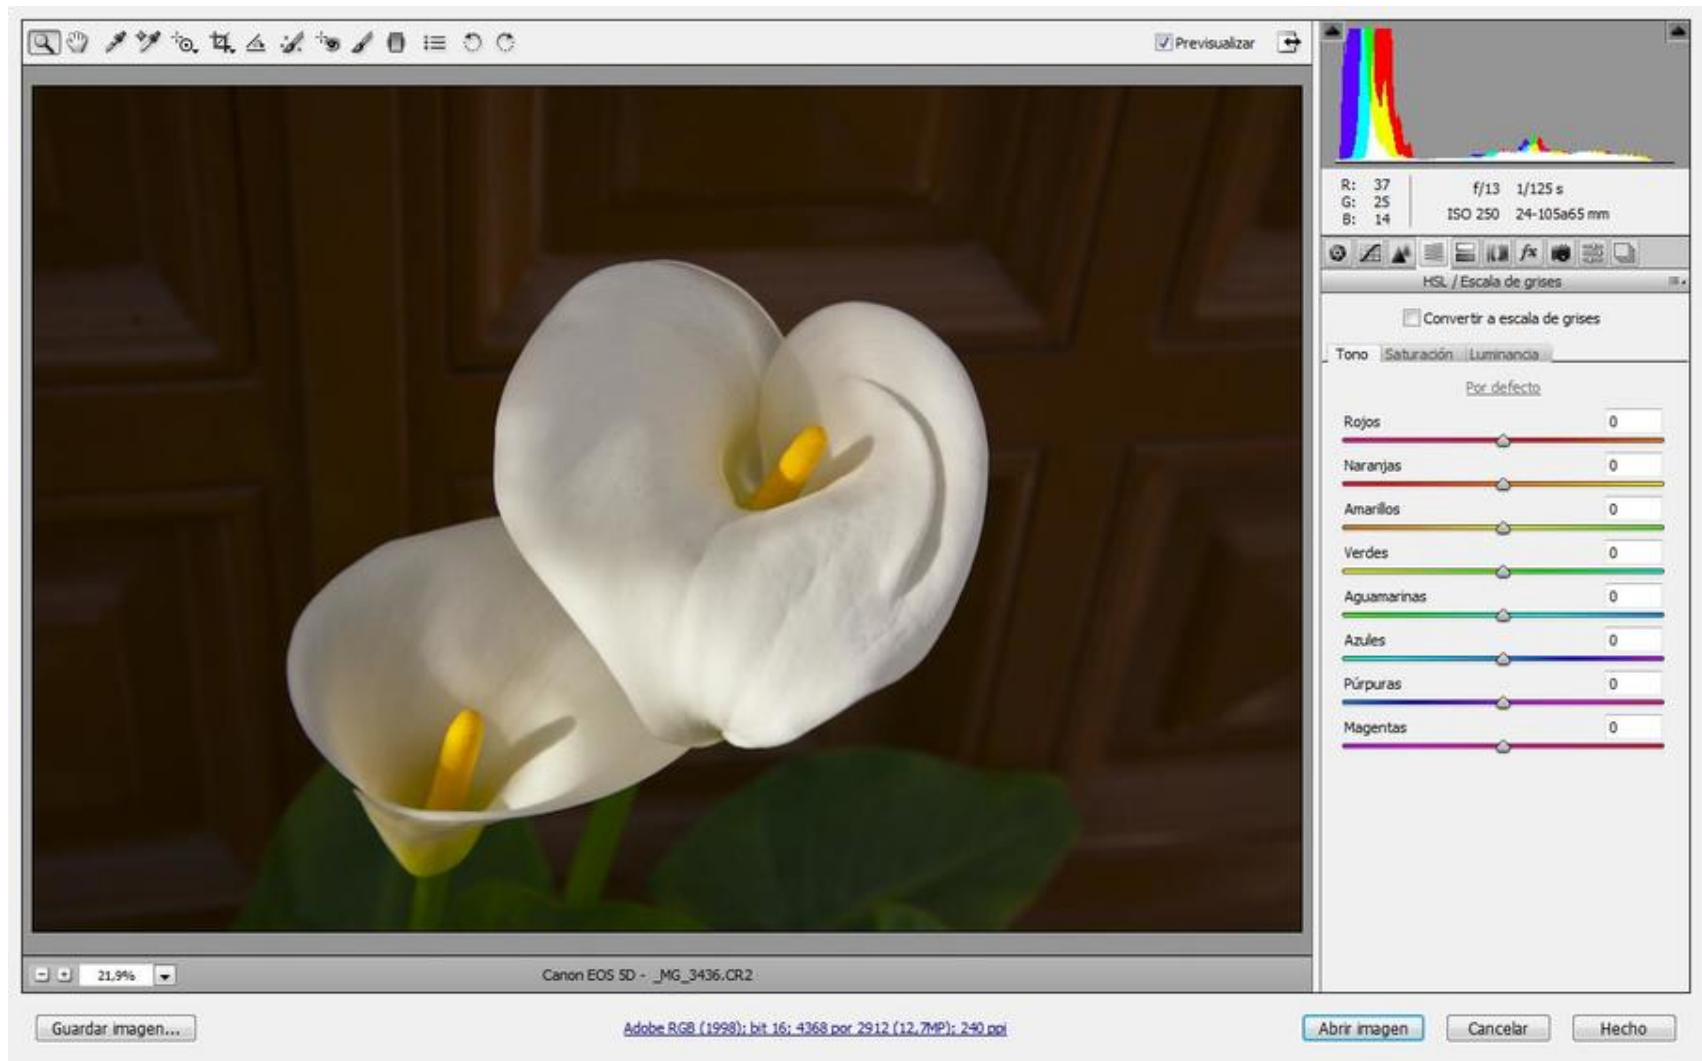 Previsualizar
R: 37
G: 25
B: 14
f/13 1/125 s
ISO 250 24-105a65 mm
fx
HSL / Escala de grises
Convertir a escala de grises
Tono Saturación Luminancia
Por defecto
Rojos 0
Naranjas 0
Amarillos 0
Verdes 0
Aguamarinas 0
Azules 0
Púrpuras 0
Magentas 0
21,9%
Canon EOS 5D - _MG_3436.CR2
Guardar imagen...
Adobe RGB (1998); bit 16; 4368 por 2912 (12,7MP); 240 ppi
Abrir imagen
Cancelar
Hecho